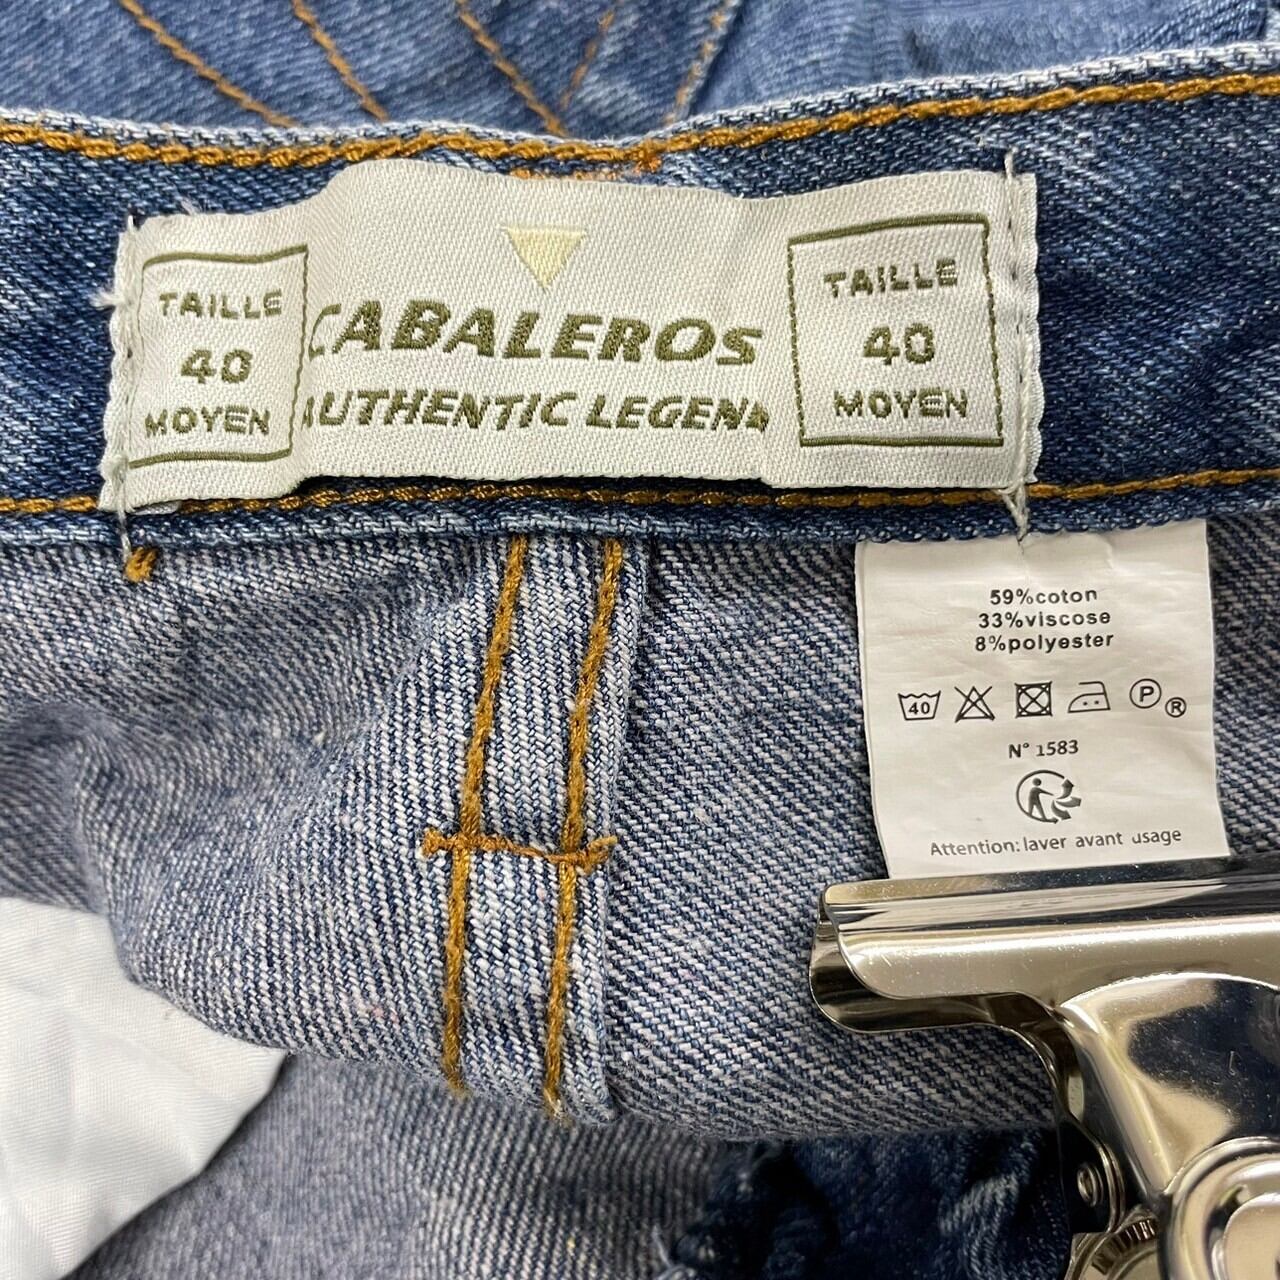 TAILLE
40
MOYEN
CABALEROS
AUTHENTIC LEGEND
TAILLE
40
MOYEN
59%coton
33%viscose
8%polyester
40 P ®
N° 1583
Attention: laver avant usage